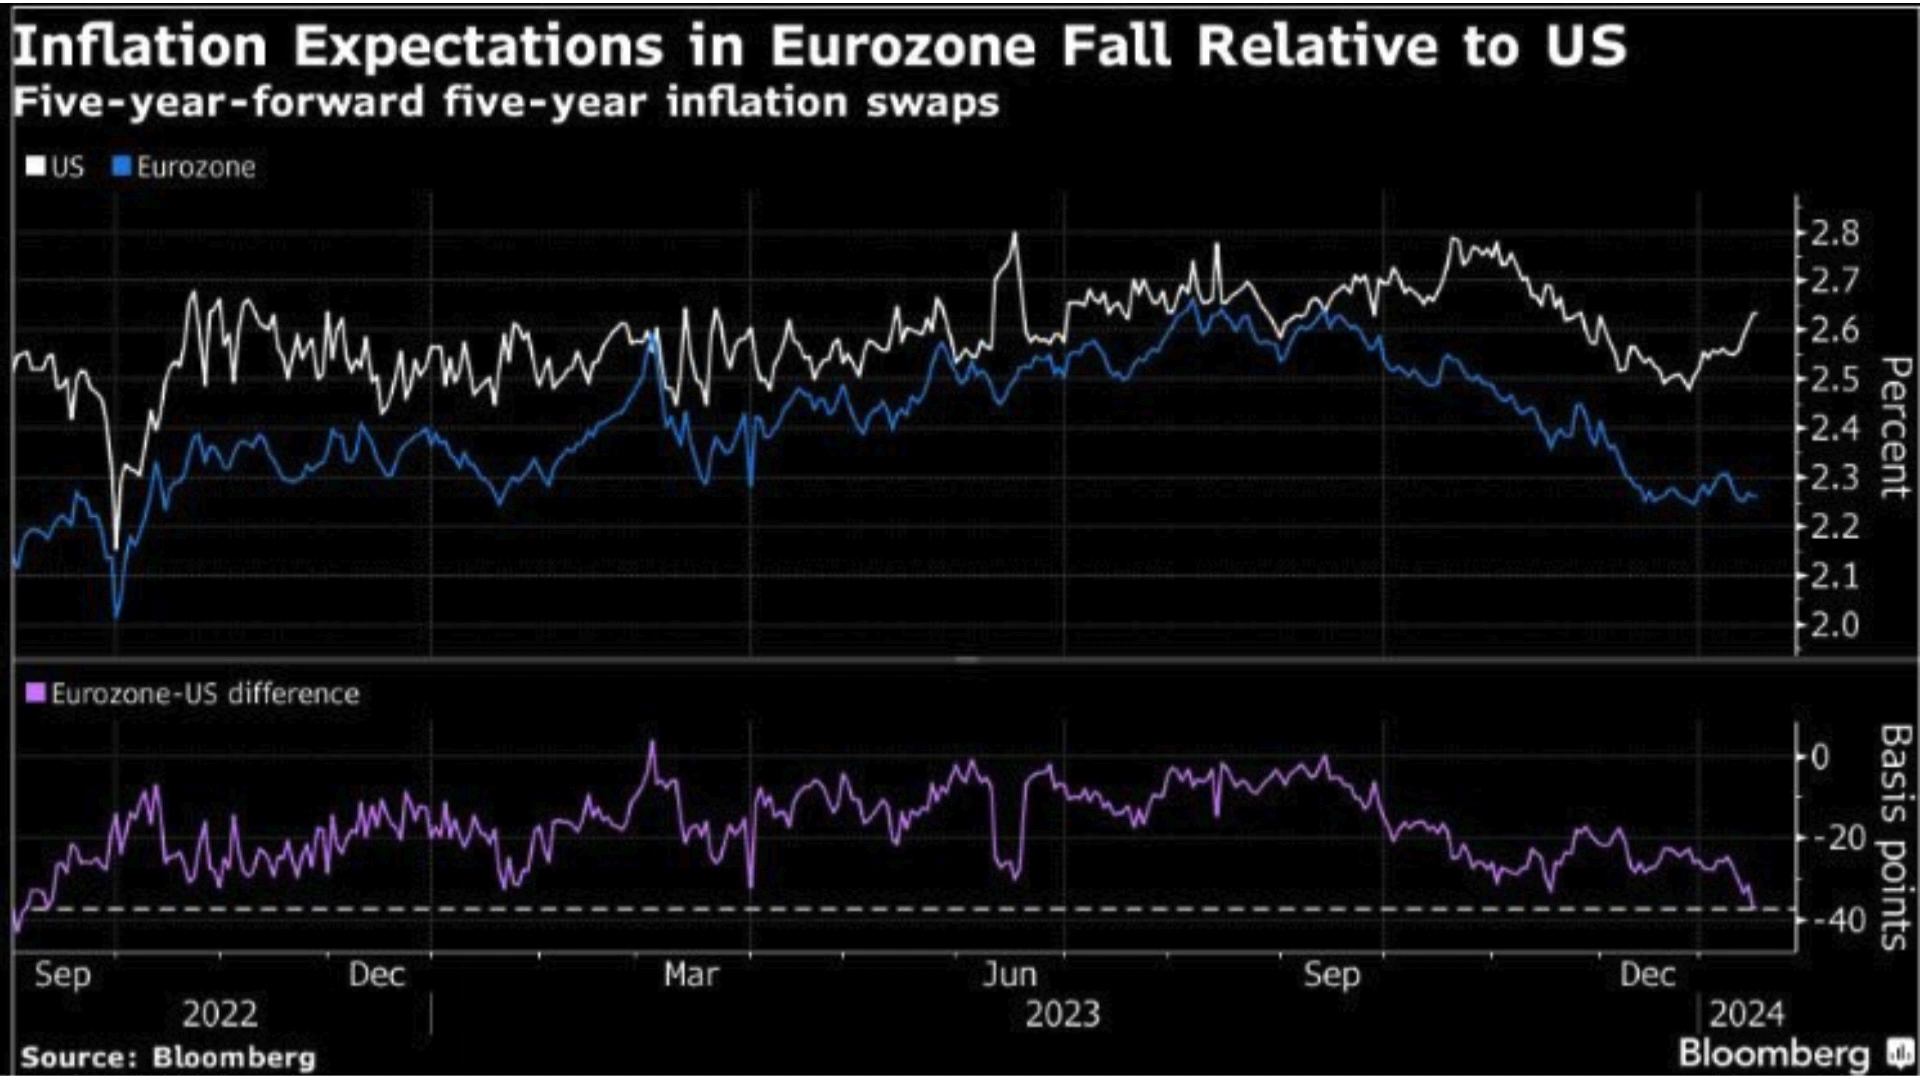 Inflation Expectations in Eurozone Fall Relative to US
Five-year-forward five-year inflation swaps
US Eurozone
2.8
2.7
2.6
2.5
2.4
2.3
2.2
2.1
2.0
Percent
Eurozone-US difference
0
-20
-40
Basis points
Sep Dec Mar Jun Sep Dec
2022 2023 2024
Source: Bloomberg
Bloomberg